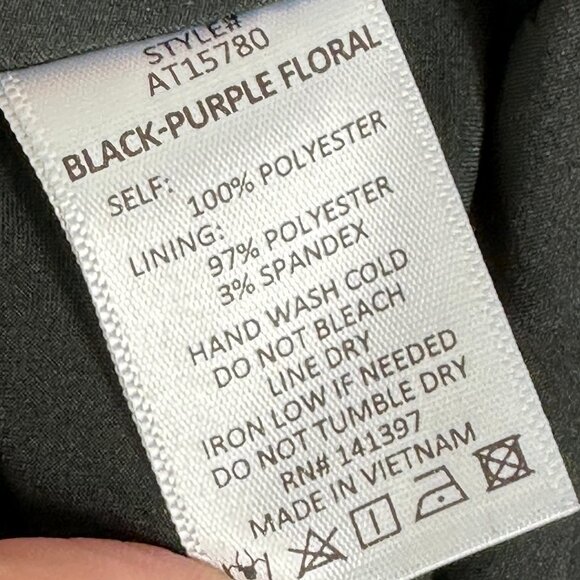 STYLE#
AT15780
BLACK-PURPLE FLORAL
SELF:
100% POLYESTER
LINING:
97% POLYESTER
3% SPANDEX
HAND WASH COLD
DO NOT BLEACH
LINE DRY
IRON LOW IF NEEDED
DO NOT TUMBLE DRY
RN# 141397
MADE IN VIETNAM